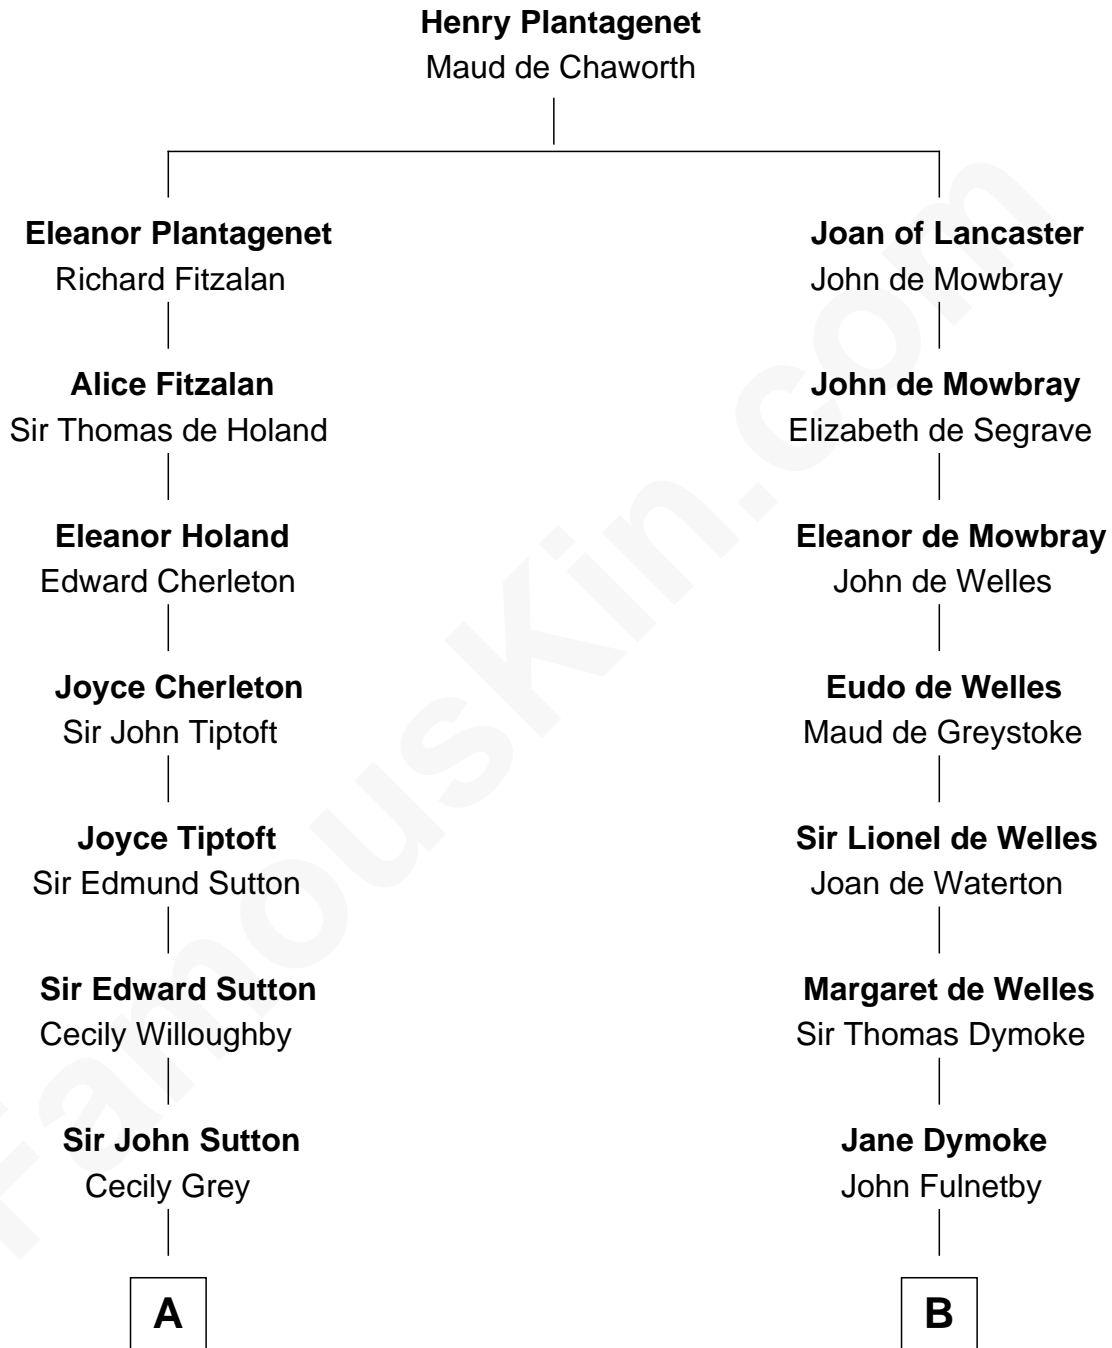 Henry Plantagenet
Maud de Chaworth
Eleanor Plantagenet
Richard Fitzalan
Joan of Lancaster
John de Mowbray
Alice Fitzalan
Sir Thomas de Holand
John de Mowbray
Elizabeth de Segrave
Eleanor Holand
Edward Cherleton
Eleanor de Mowbray
John de Welles
Joyce Cherleton
Sir John Tiptoft
Eudo de Welles
Maud de Greystoke
Joyce Tiptoft
Sir Edmund Sutton
Sir Lionel de Welles
Joan de Waterton
Sir Edward Sutton
Cecily Willoughby
Margaret de Welles
Sir Thomas Dymoke
Sir John Sutton
Cecily Grey
Jane Dymoke
John Fulnetby
A
B
FamousKin.com